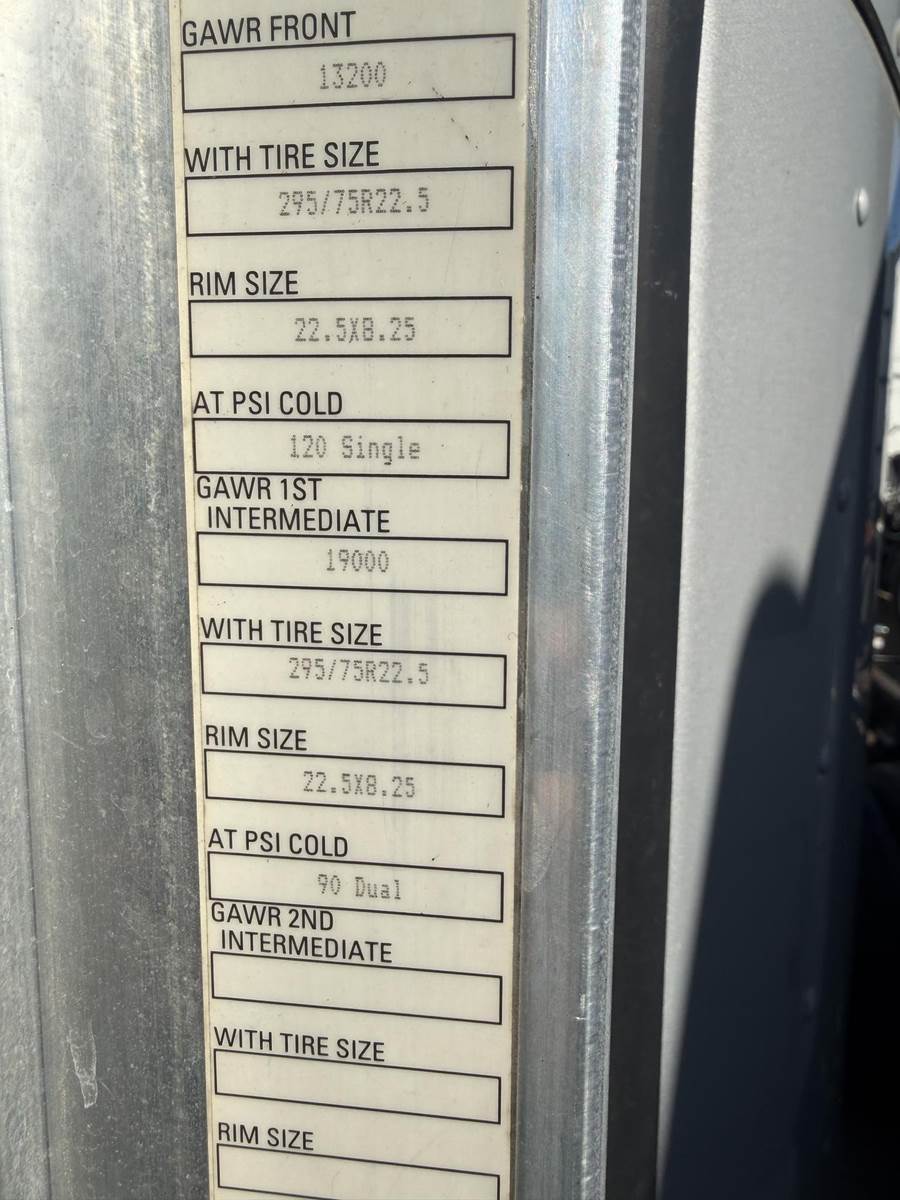 GAWR FRONT
13200
WITH TIRE SIZE
295/75R22.5
RIM SIZE
22.5X8.25
AT PSI COLD
120 Single
GAWR 1ST
INTERMEDIATE
19000
WITH TIRE SIZE
295/75R22.5
RIM SIZE
22.5X8.25
AT PSI COLD
90 Dual
GAWR 2ND
INTERMEDIATE
WITH TIRE SIZE
RIM SIZE